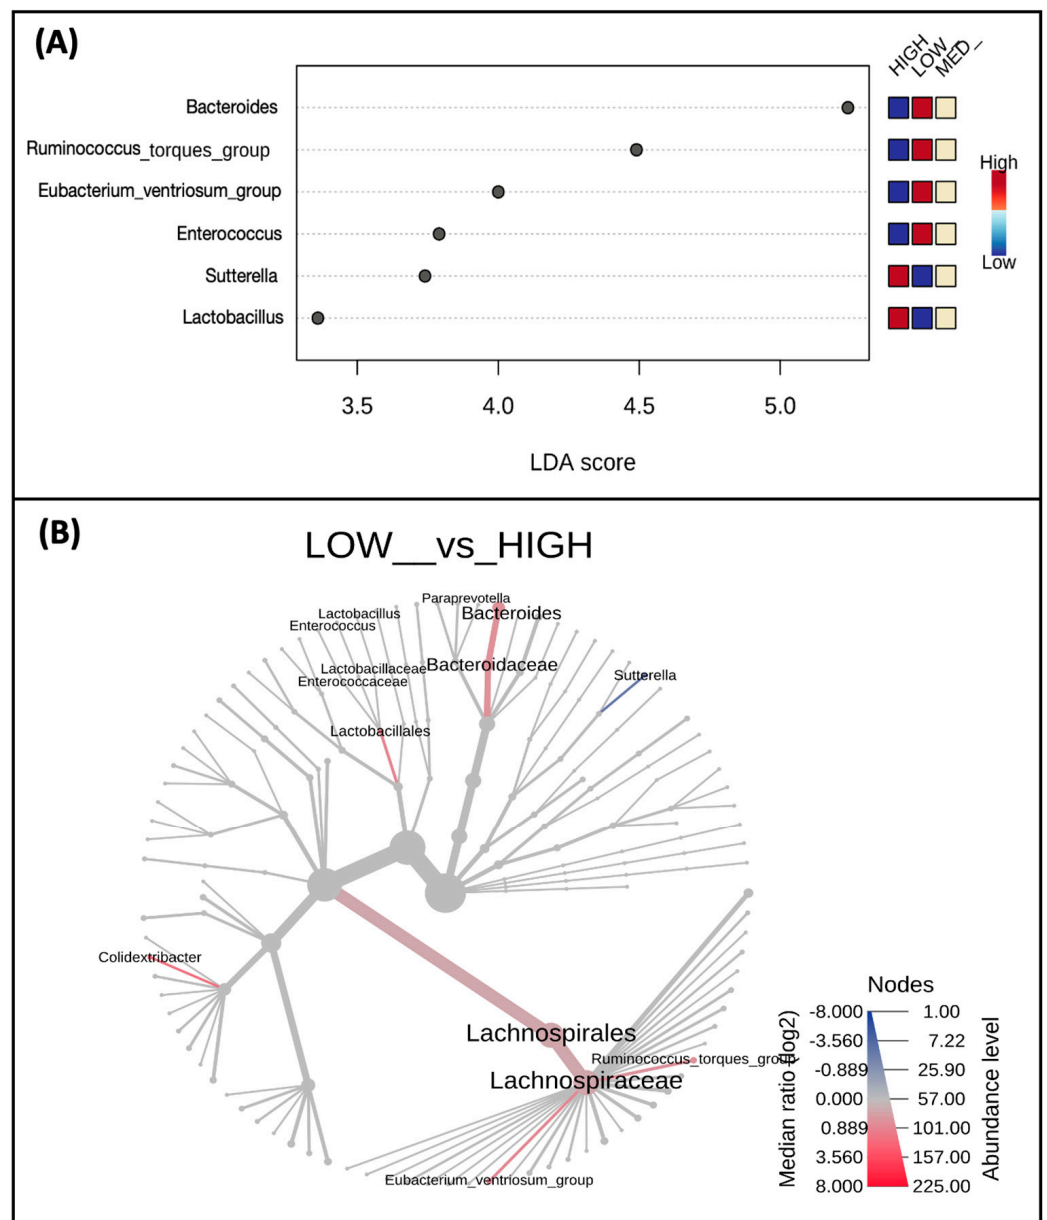 (A)
HIGH
LOW_
MED_
Bacteroides
Ruminococcus_torques_group
Eubacterium_ventriosum_group
Enterococcus
Sutterella
Lactobacillus
High
Low
3.5 4.0 4.5 5.0
LDA score
(B)
LOW__vs_HIGH
Paraprevotella
Lactobacillus
Bacteroides
Enterococcus
Bacteroidaceae
Lactobacillaceae
Sutterella
Enterococcaceae
Lactobacillales
Colidextribacter
Lachnospirales
Ruminococcus_torques_group
Lachnospiraceae
Eubacterium_ventriosum_group
Nodes
-8.000 1.00
-3.560 7.22
-0.889 25.90
0.000 57.00
0.889 101.00
3.560 157.00
8.000 225.00
Median ratio (log2)
Abundance level